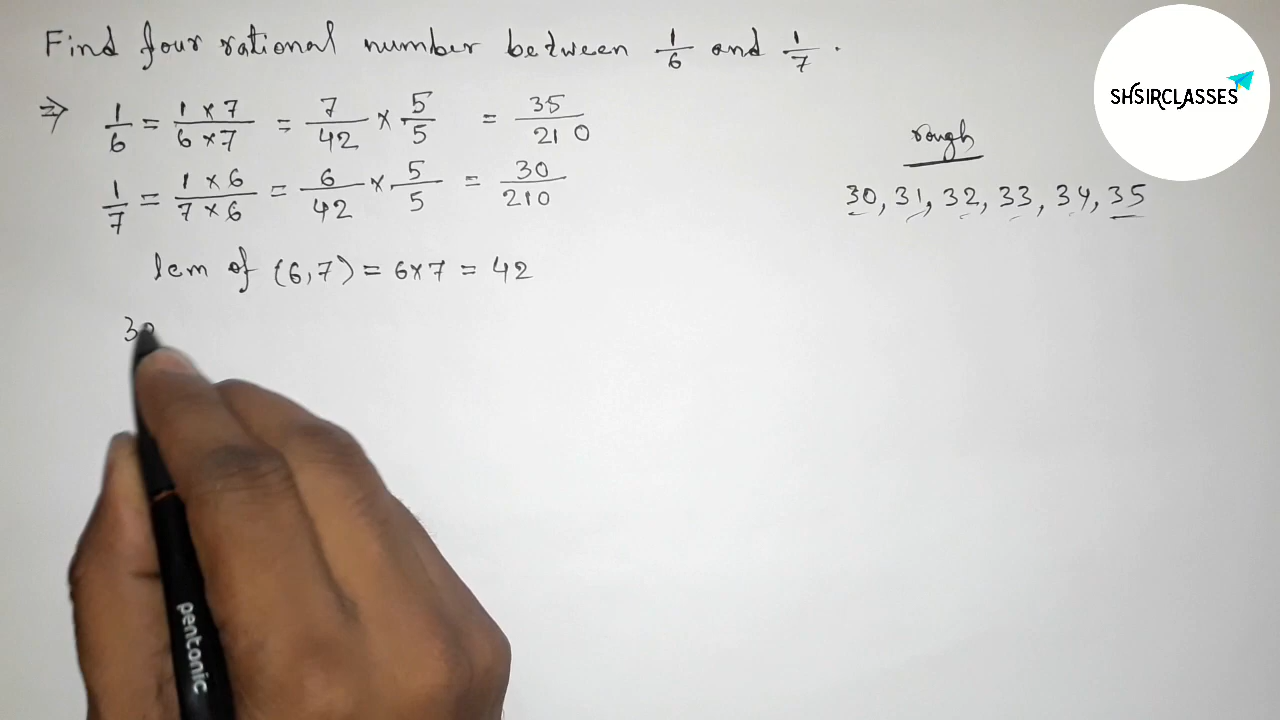 Find four rational number between 1/6 and 1/7 .
SHSIRCLASSES
⇒ 1/6 = 1 × 7 / 6 × 7 = 7/42 × 5/5 = 35/210
rough
1/7 = 1 × 6 / 7 × 6 = 6/42 × 5/5 = 30/210
30, 31, 32, 33, 34, 35
lcm of (6,7) = 6×7 = 42
30
pentonic